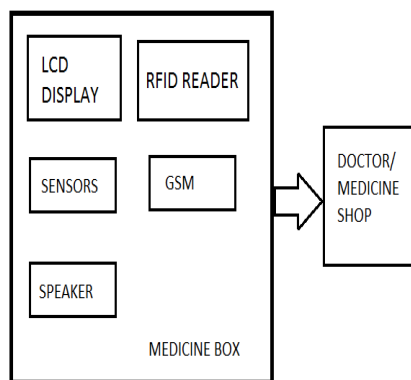 LCD
DISPLAY
RFID READER
SENSORS
GSM
SPEAKER
MEDICINE BOX
DOCTOR/
MEDICINE
SHOP